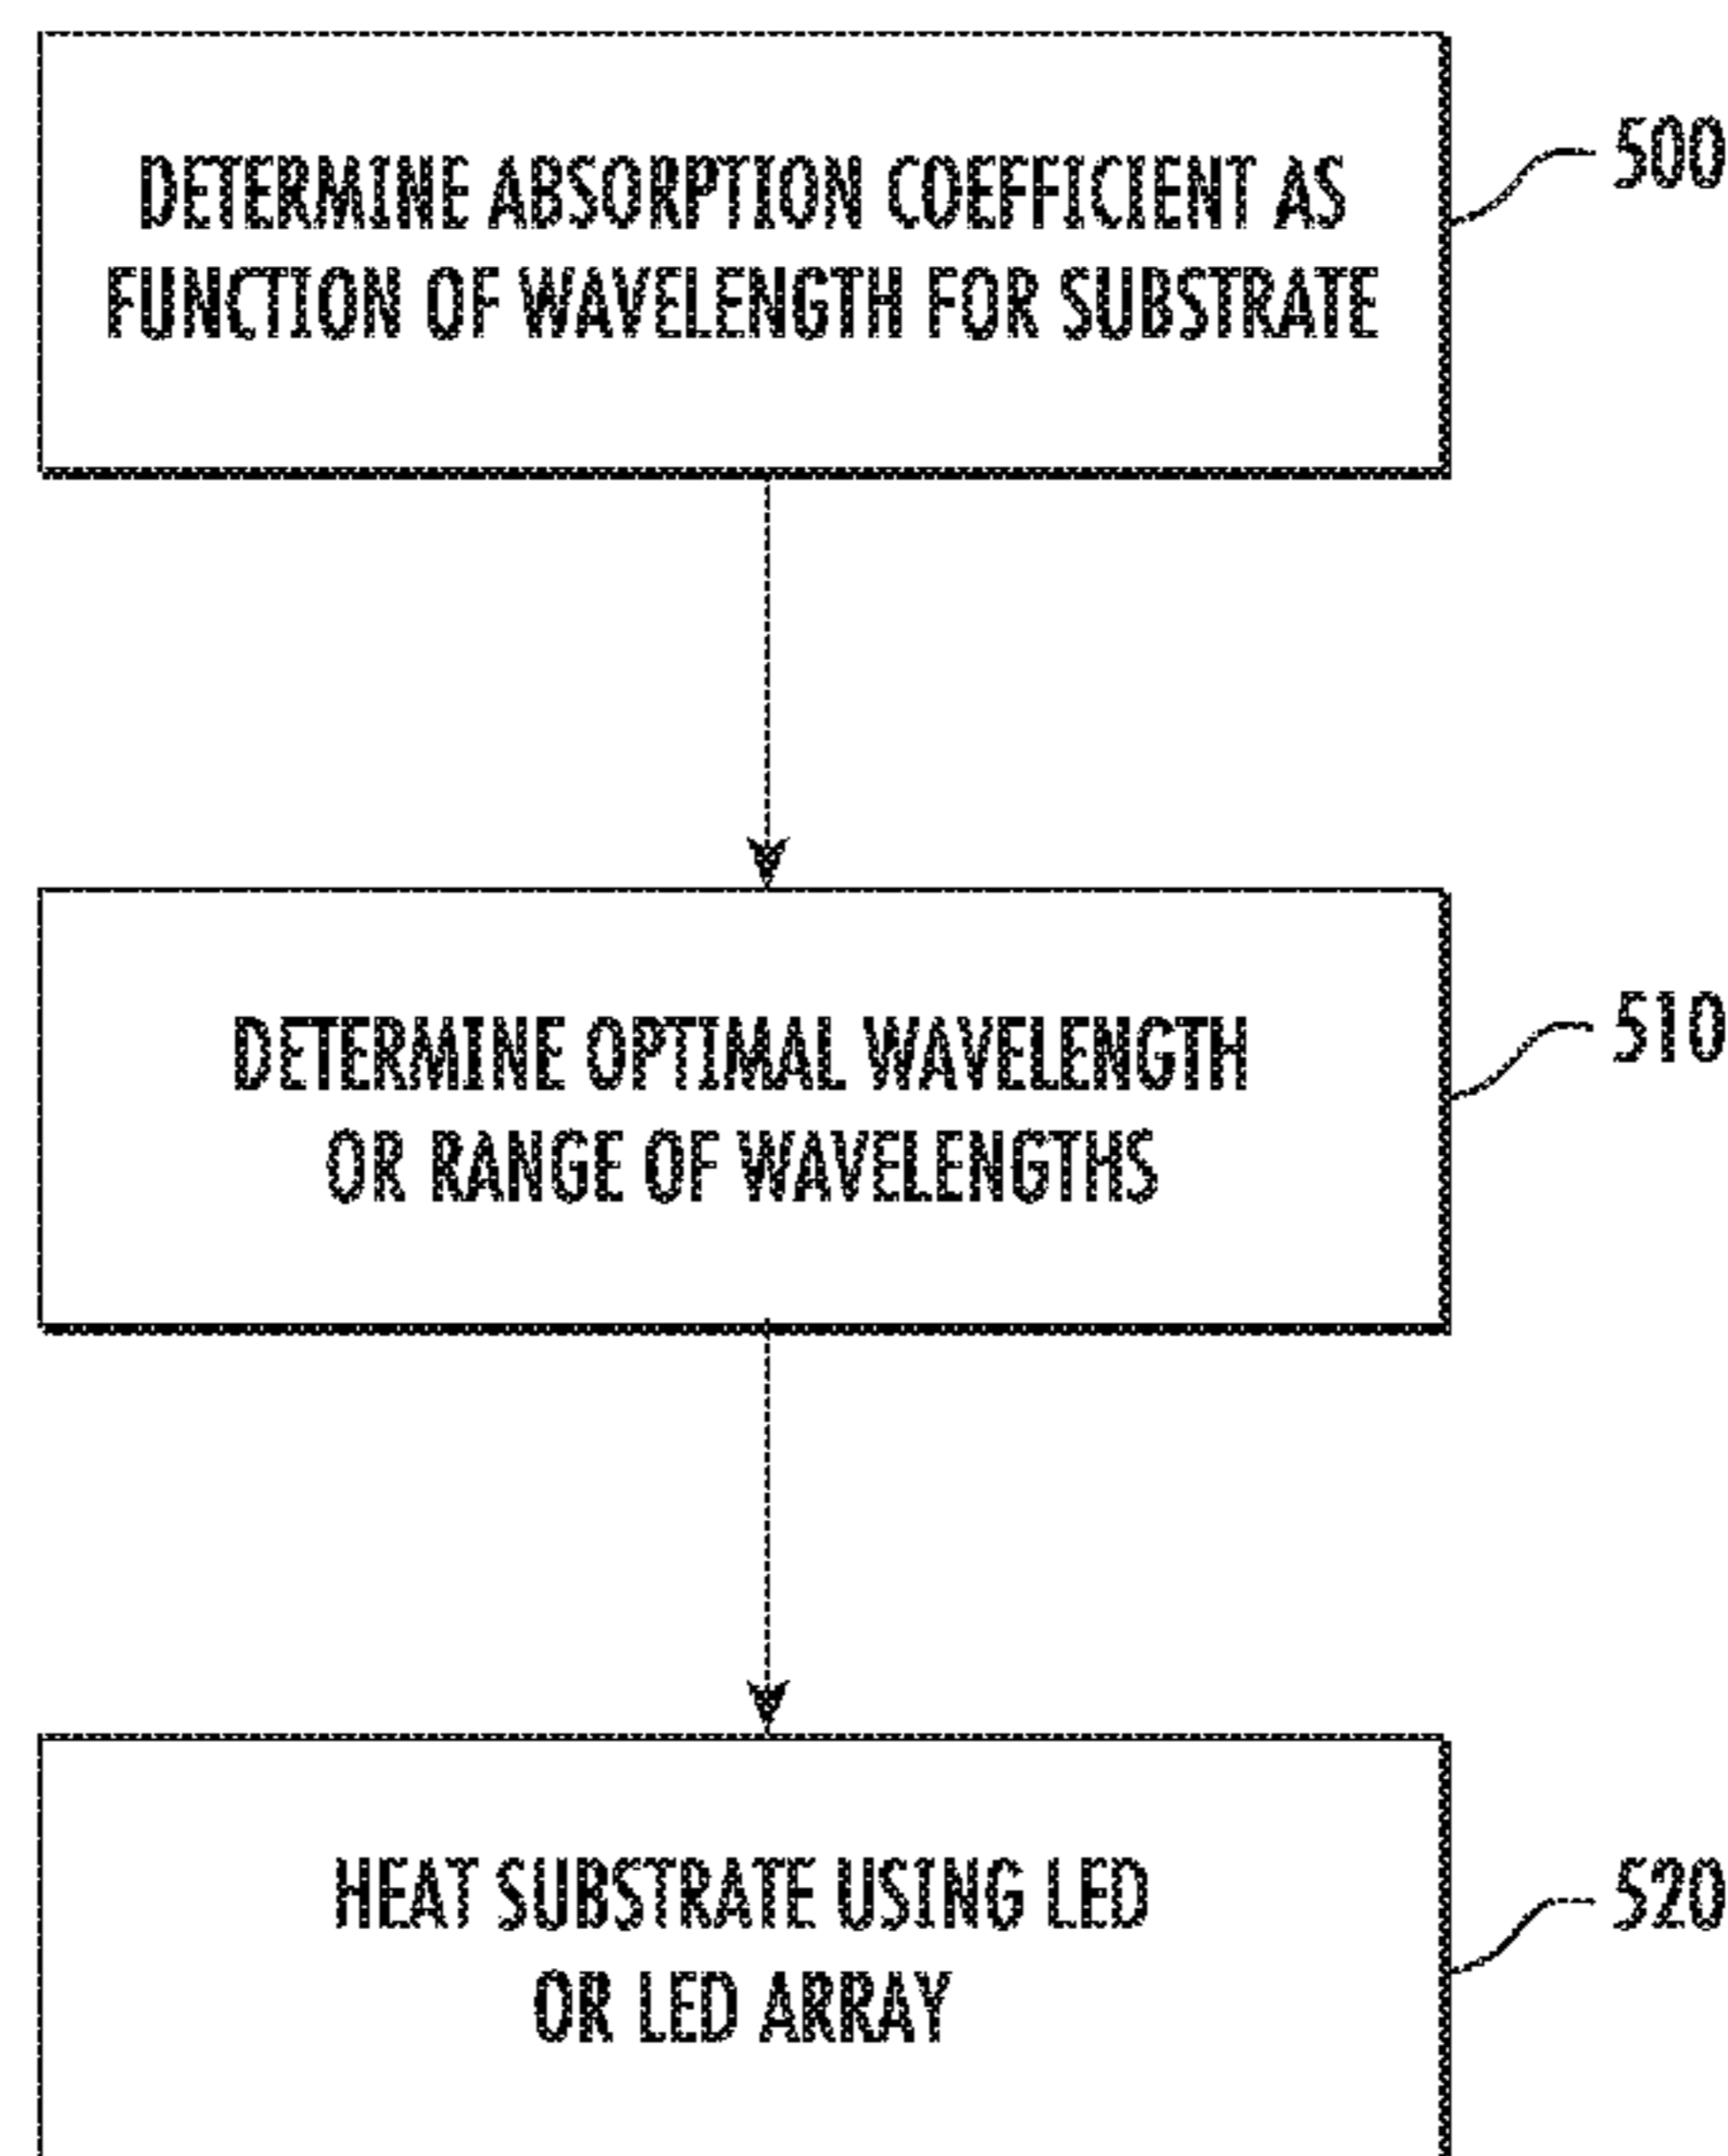 DETERMINE ABSORPTION COEFFICIENT AS
FUNCTION OF WAVELENGTH FOR SUBSTRATE
500
DETERMINE OPTIMAL WAVELENGTH
OR RANGE OF WAVELENGTHS
510
HEAT SUBSTRATE USING LED
OR LED ARRAY
520